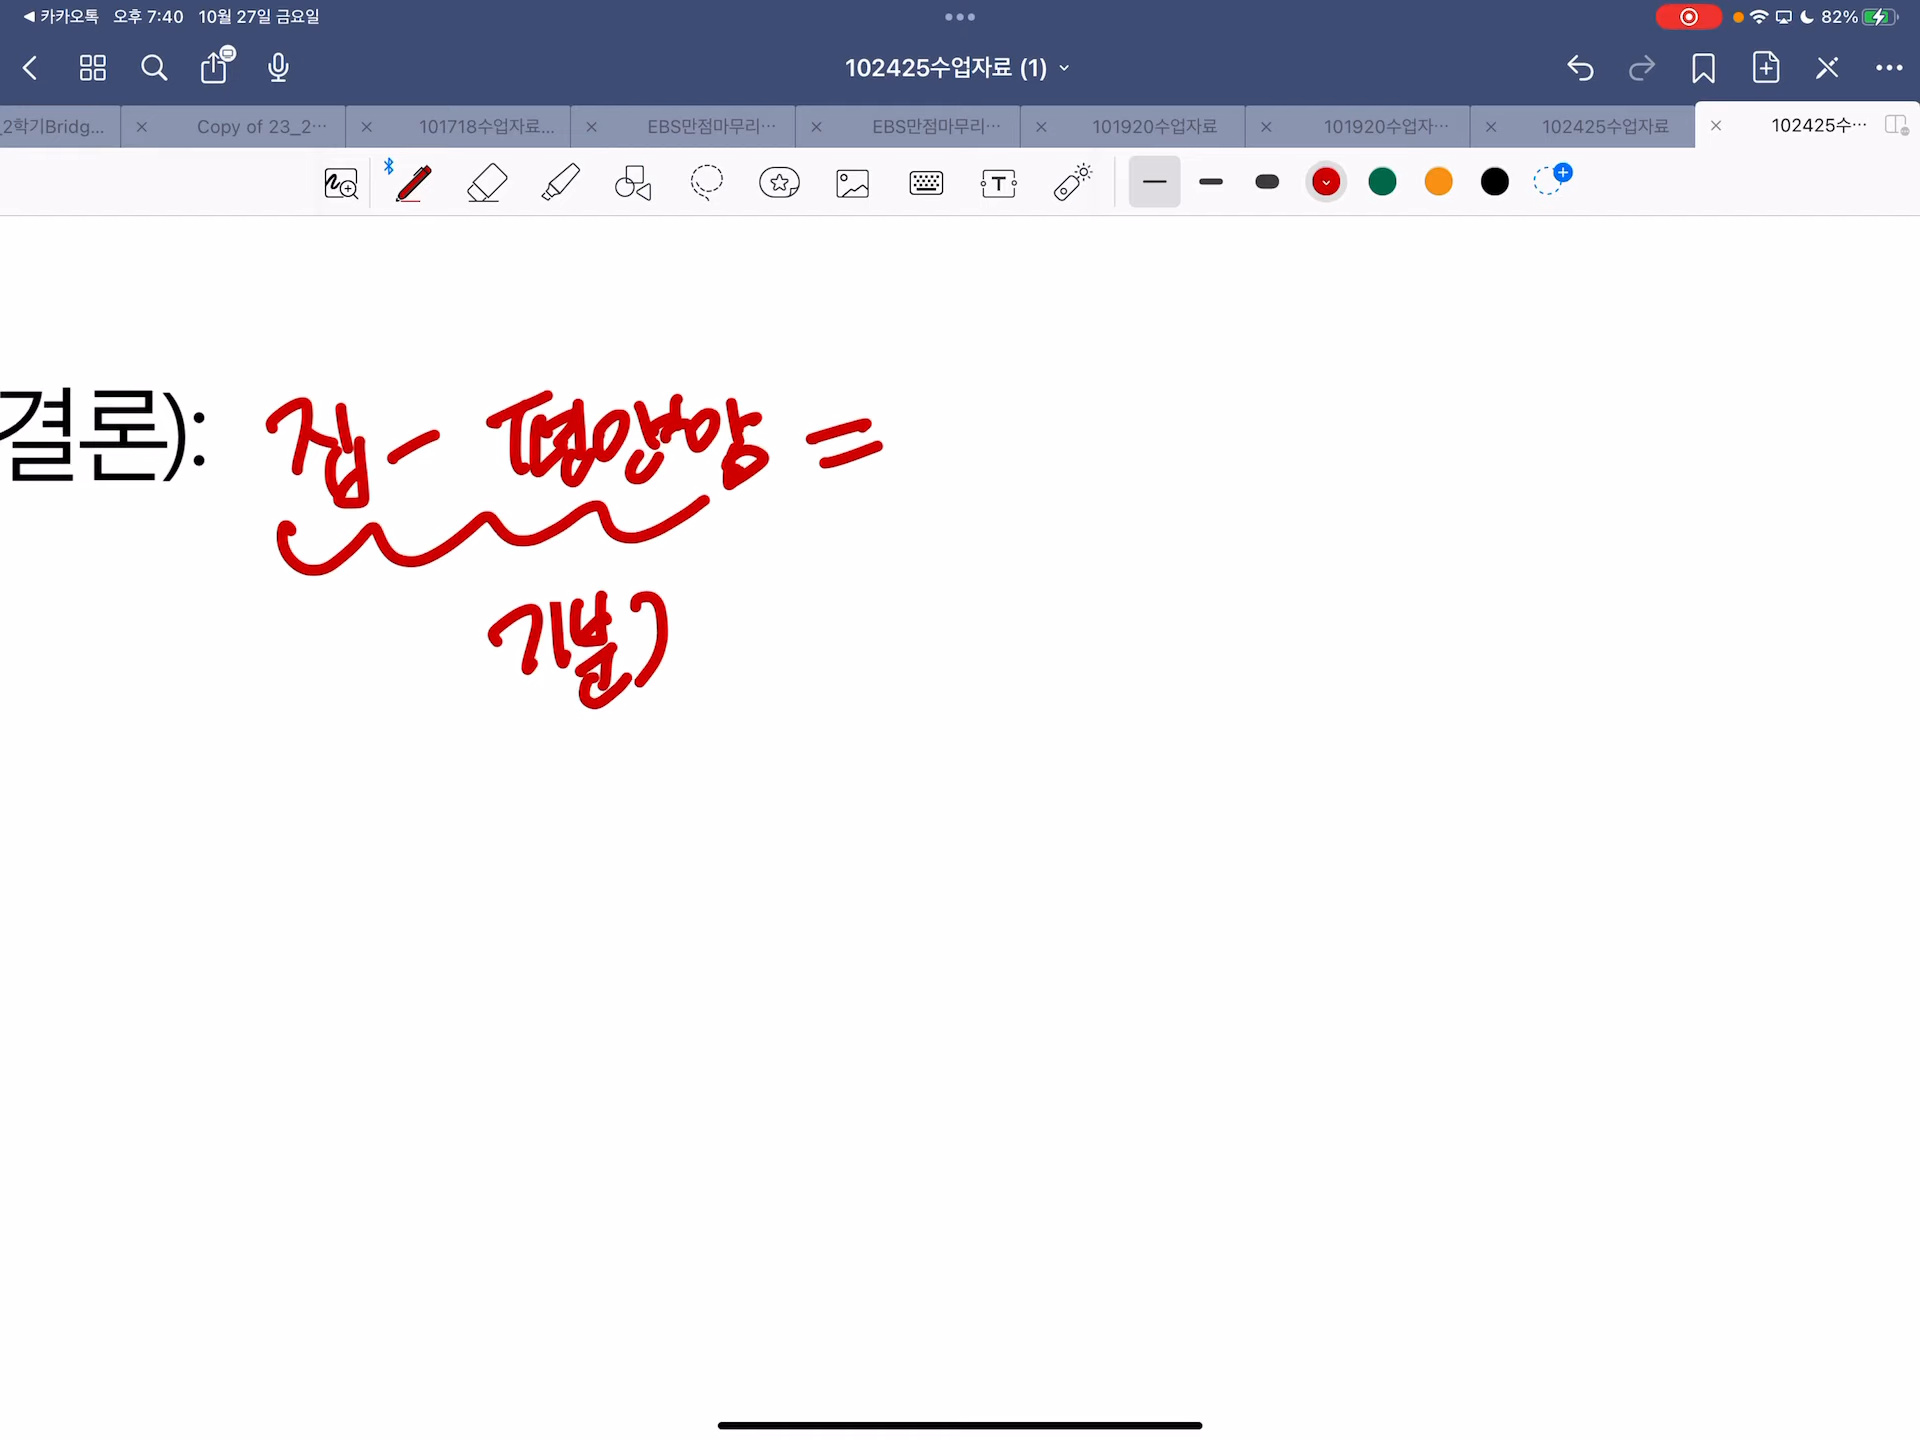 ◀ 카카오톡 오후 7:40 10월 27일 금요일 82%
102425수업자료 (1)
_2학기Bridg... Copy of 23_2… 101718수업자료... EBS만점마무리… EBS만점마무리… 101920수업자료 101920수업자… 102425수업자료 102425수…
결론): 집 - 평안양 =
기분)